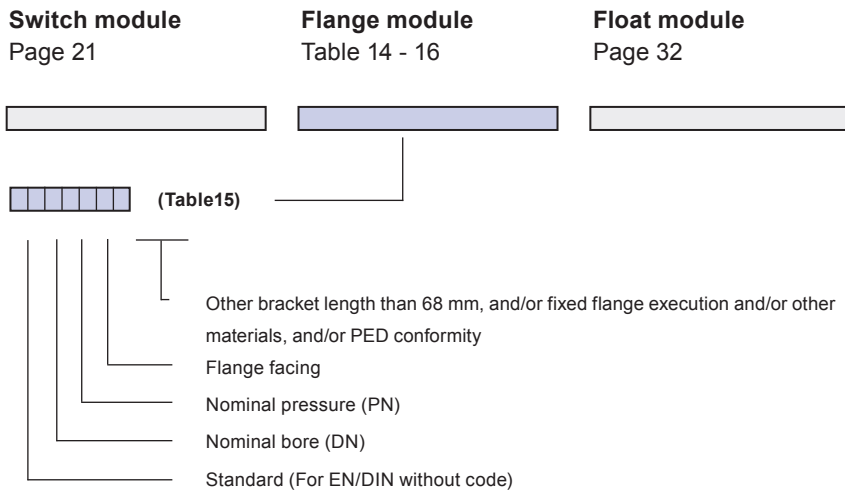 Switch module
Page 21
Flange module
Table 14 - 16
Float module
Page 32
(Table15)
Other bracket length than 68 mm, and/or fixed flange execution and/or other
materials, and/or PED conformity
Flange facing
Nominal pressure (PN)
Nominal bore (DN)
Standard (For EN/DIN without code)